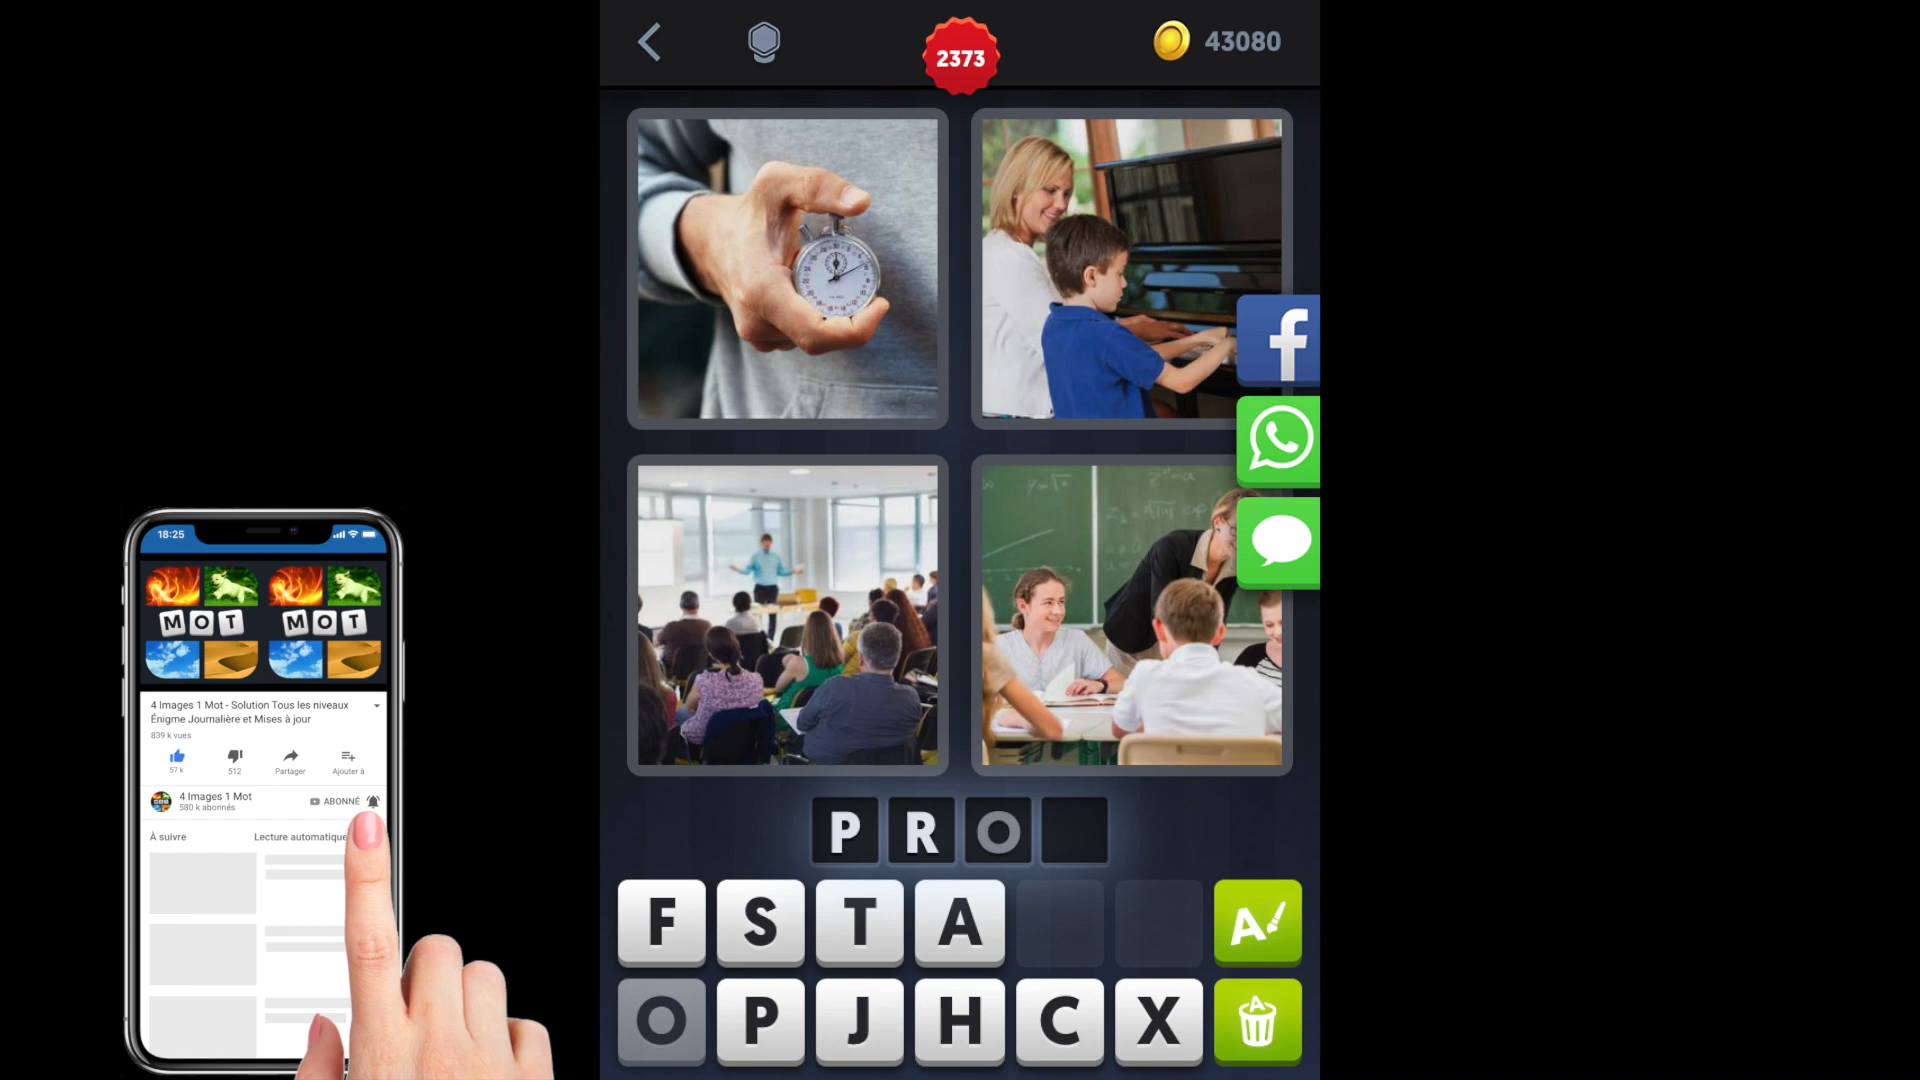 2373
43080
18:25
MOT MOT
4 Images 1 Mot - Solution Tous les niveaux
Énigme Journalière et Mises à jour
839 k vues
57 k 512 Partager Ajouter à
4 Images 1 Mot
580 k abonnés
ABONNÉ
À suivre Lecture automatique
P R O
F S T A
O P J H C X